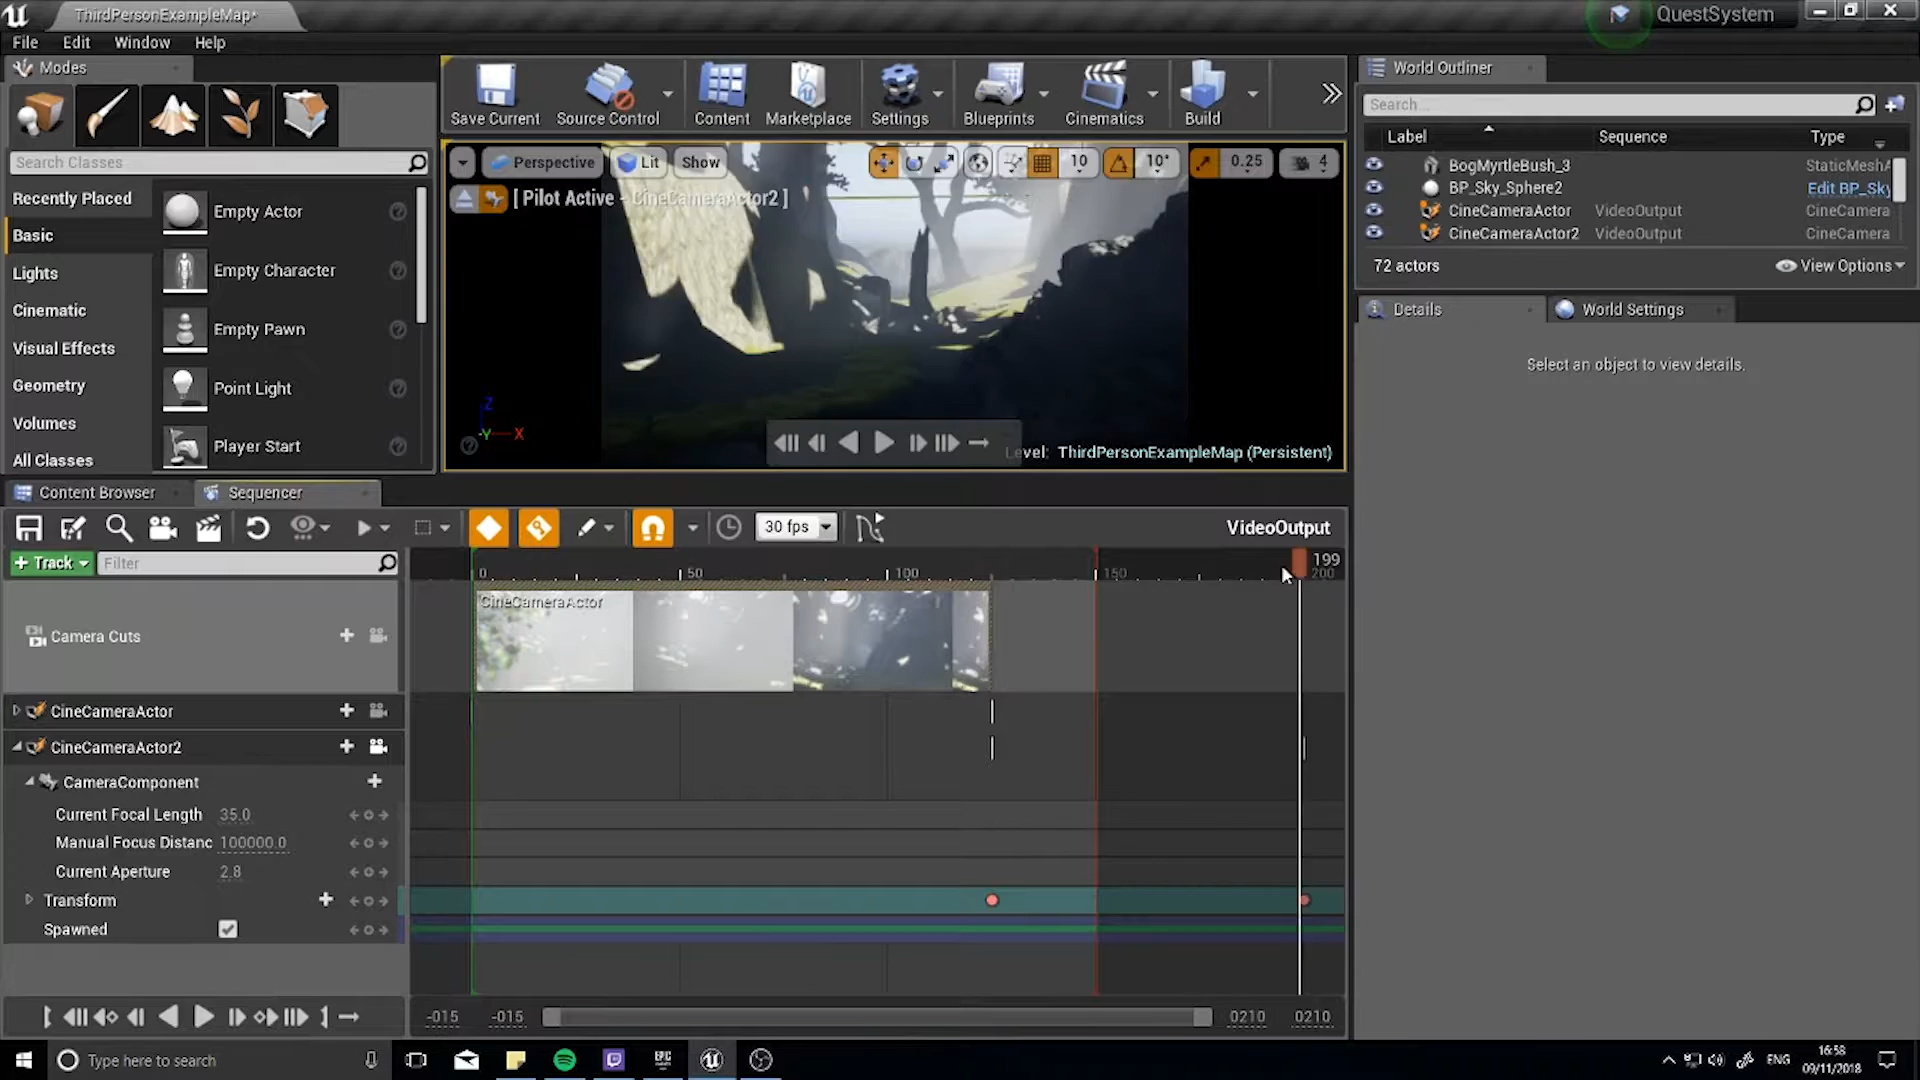 ThirdPersonExampleMap*
QuestSystem
File
Edit
Window
Help
Modes
Search Classes
Recently Placed
Basic
Lights
Cinematic
Visual Effects
Geometry
Volumes
All Classes
Empty Actor
Empty Character
Empty Pawn
Point Light
Player Start
Save Current
Source Control
Content
Marketplace
Settings
Blueprints
Cinematics
Build
Perspective
Lit
Show
10
10°
0.25
4
[ Pilot Active - CineCameraActor2 ]
Z
Y
X
Level: ThirdPersonExampleMap (Persistent)
World Outliner
Search...
Label
Sequence
Type
BogMyrtleBush_3
StaticMeshA
BP_Sky_Sphere2
Edit BP_Sky
CineCameraActor
VideoOutput
CineCamera
CineCameraActor2
VideoOutput
CineCamera
72 actors
View Options
Details
World Settings
Select an object to view details.
Content Browser
Sequencer
30 fps
VideoOutput
+ Track
Filter
0
50
100
150
199
200
CineCameraActor
Camera Cuts
CineCameraActor
CineCameraActor2
CameraComponent
Current Focal Length
35.0
Manual Focus Distanc
100000.0
Current Aperture
2.8
Transform
Spawned
-015
-015
0210
0210
Type here to search
EPIC
ENG
16:58
09/11/2018